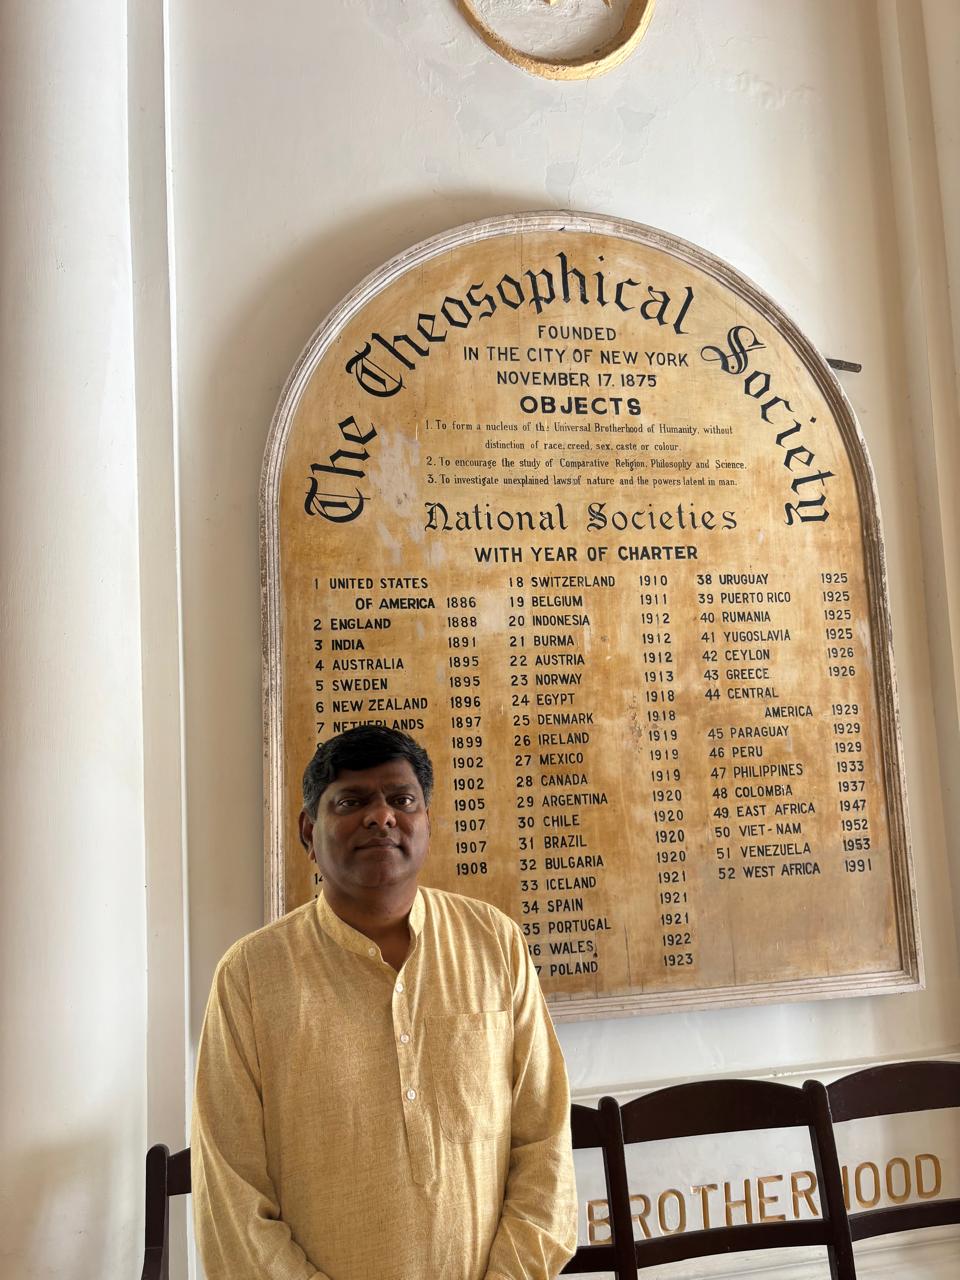 The Theosophical Society
FOUNDED
IN THE CITY OF NEW YORK
NOVEMBER 17. 1875
OBJECTS
1. To form a nucleus of the Universal Brotherhood of Humanity, without
distinction of race, creed, sex, caste or colour.
2. To encourage the study of Comparative Religion, Philosophy and Science.
3. To investigate unexplained laws of nature and the powers latent in man.
National Societies
WITH YEAR OF CHARTER
1 UNITED STATES
OF AMERICA 1886
2 ENGLAND 1888
3 INDIA 1891
4 AUSTRALIA 1895
5 SWEDEN 1895
6 NEW ZEALAND 1896
7 NETHERLANDS 1897
1899
1902
1902
1905
1907
1907
1908
18 SWITZERLAND 1910
19 BELGIUM 1911
20 INDONESIA 1912
21 BURMA 1912
22 AUSTRIA 1912
23 NORWAY 1913
24 EGYPT 1918
25 DENMARK 1918
26 IRELAND 1919
27 MEXICO 1919
28 CANADA 1919
29 ARGENTINA 1920
30 CHILE 1920
31 BRAZIL 1920
32 BULGARIA 1920
33 ICELAND 1921
34 SPAIN 1921
35 PORTUGAL 1921
WALES 1922
POLAND 1923
38 URUGUAY 1925
39 PUERTO RICO 1925
40 RUMANIA 1925
41 YUGOSLAVIA 1925
42 CEYLON 1926
43 GREECE 1926
44 CENTRAL
AMERICA 1929
45 PARAGUAY 1929
46 PERU 1929
47 PHILIPPINES 1933
48 COLOMBIA 1937
49 EAST AFRICA 1947
50 VIET-NAM 1952
51 VENEZUELA 1953
52 WEST AFRICA 1991
BROTHERHOOD